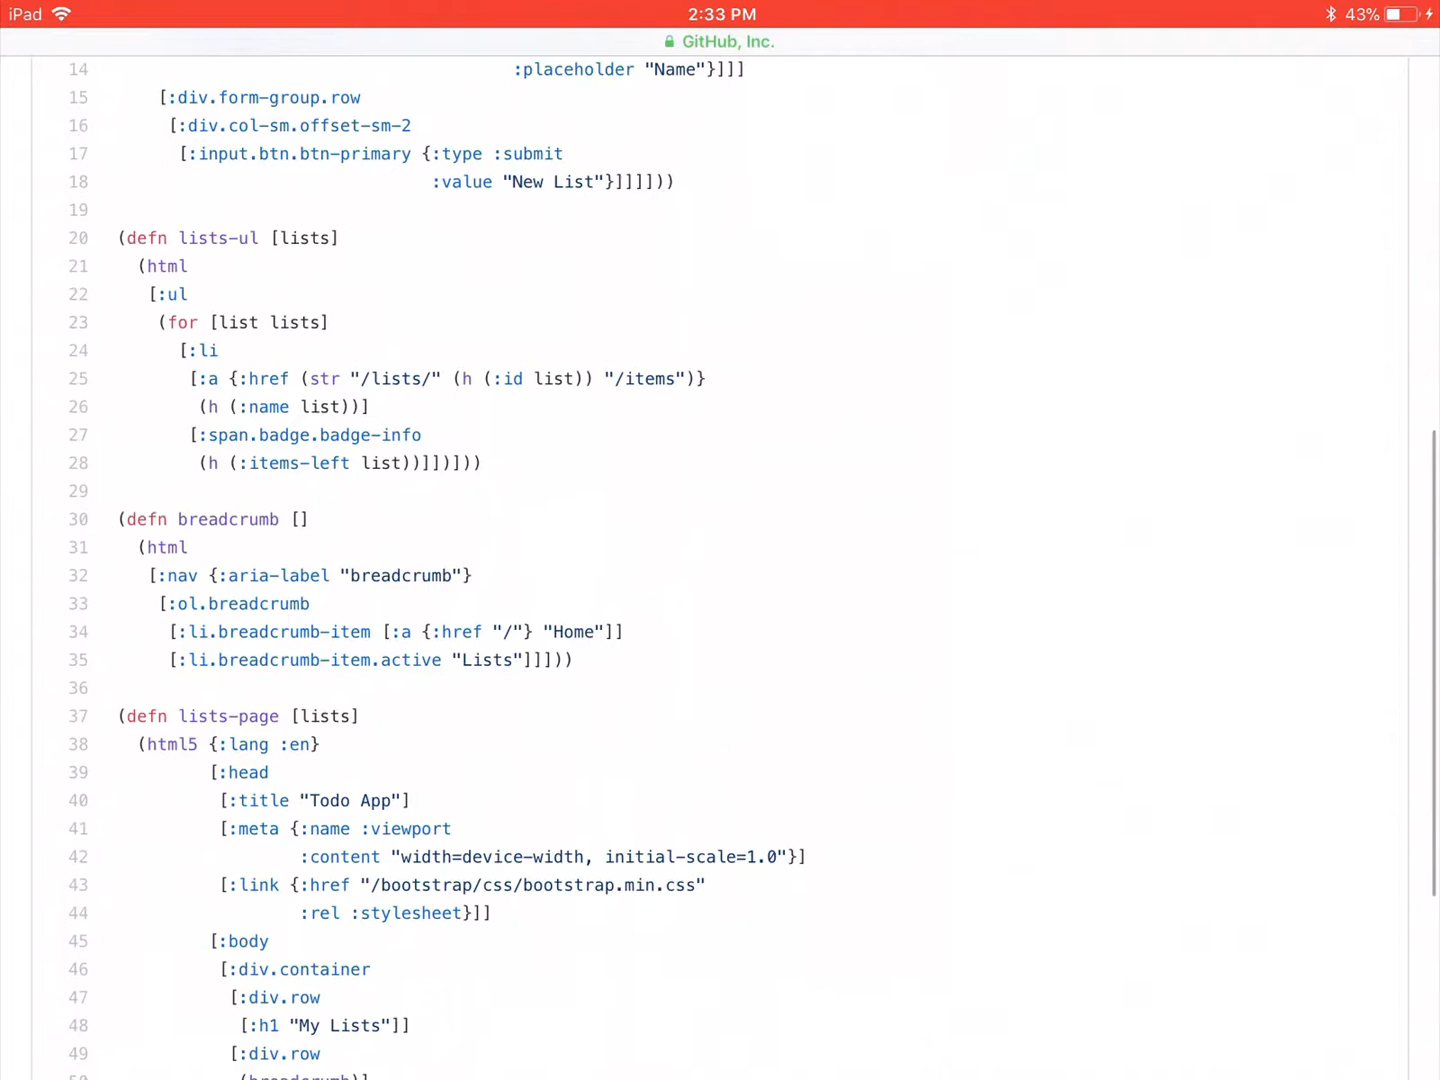 iPad 2:33 PM 43%
GitHub, Inc.
14 :placeholder "Name"}]]]
15 [:div.form-group.row
16 [:div.col-sm.offset-sm-2
17 [:input.btn.btn-primary {:type :submit
18 :value "New List"}]]]]]))
19
20 (defn lists-ul [lists]
21 (html
22 [:ul
23 (for [list lists]
24 [:li
25 [:a {:href (str "/lists/" (h (:id list)) "/items")}
26 (h (:name list))]
27 [:span.badge.badge-info
28 (h (:items-left list))]])]))
29
30 (defn breadcrumb []
31 (html
32 [:nav {:aria-label "breadcrumb"}
33 [:ol.breadcrumb
34 [:li.breadcrumb-item [:a {:href "/"} "Home"]]
35 [:li.breadcrumb-item.active "Lists"]]]))
36
37 (defn lists-page [lists]
38 (html5 {:lang :en}
39 [:head
40 [:title "Todo App"]
41 [:meta {:name :viewport
42 :content "width=device-width, initial-scale=1.0"}]
43 [:link {:href "/bootstrap/css/bootstrap.min.css"
44 :rel :stylesheet}]]
45 [:body
46 [:div.container
47 [:div.row
48 [:h1 "My Lists"]]
49 [:div.row
50 (breadcrumb)]